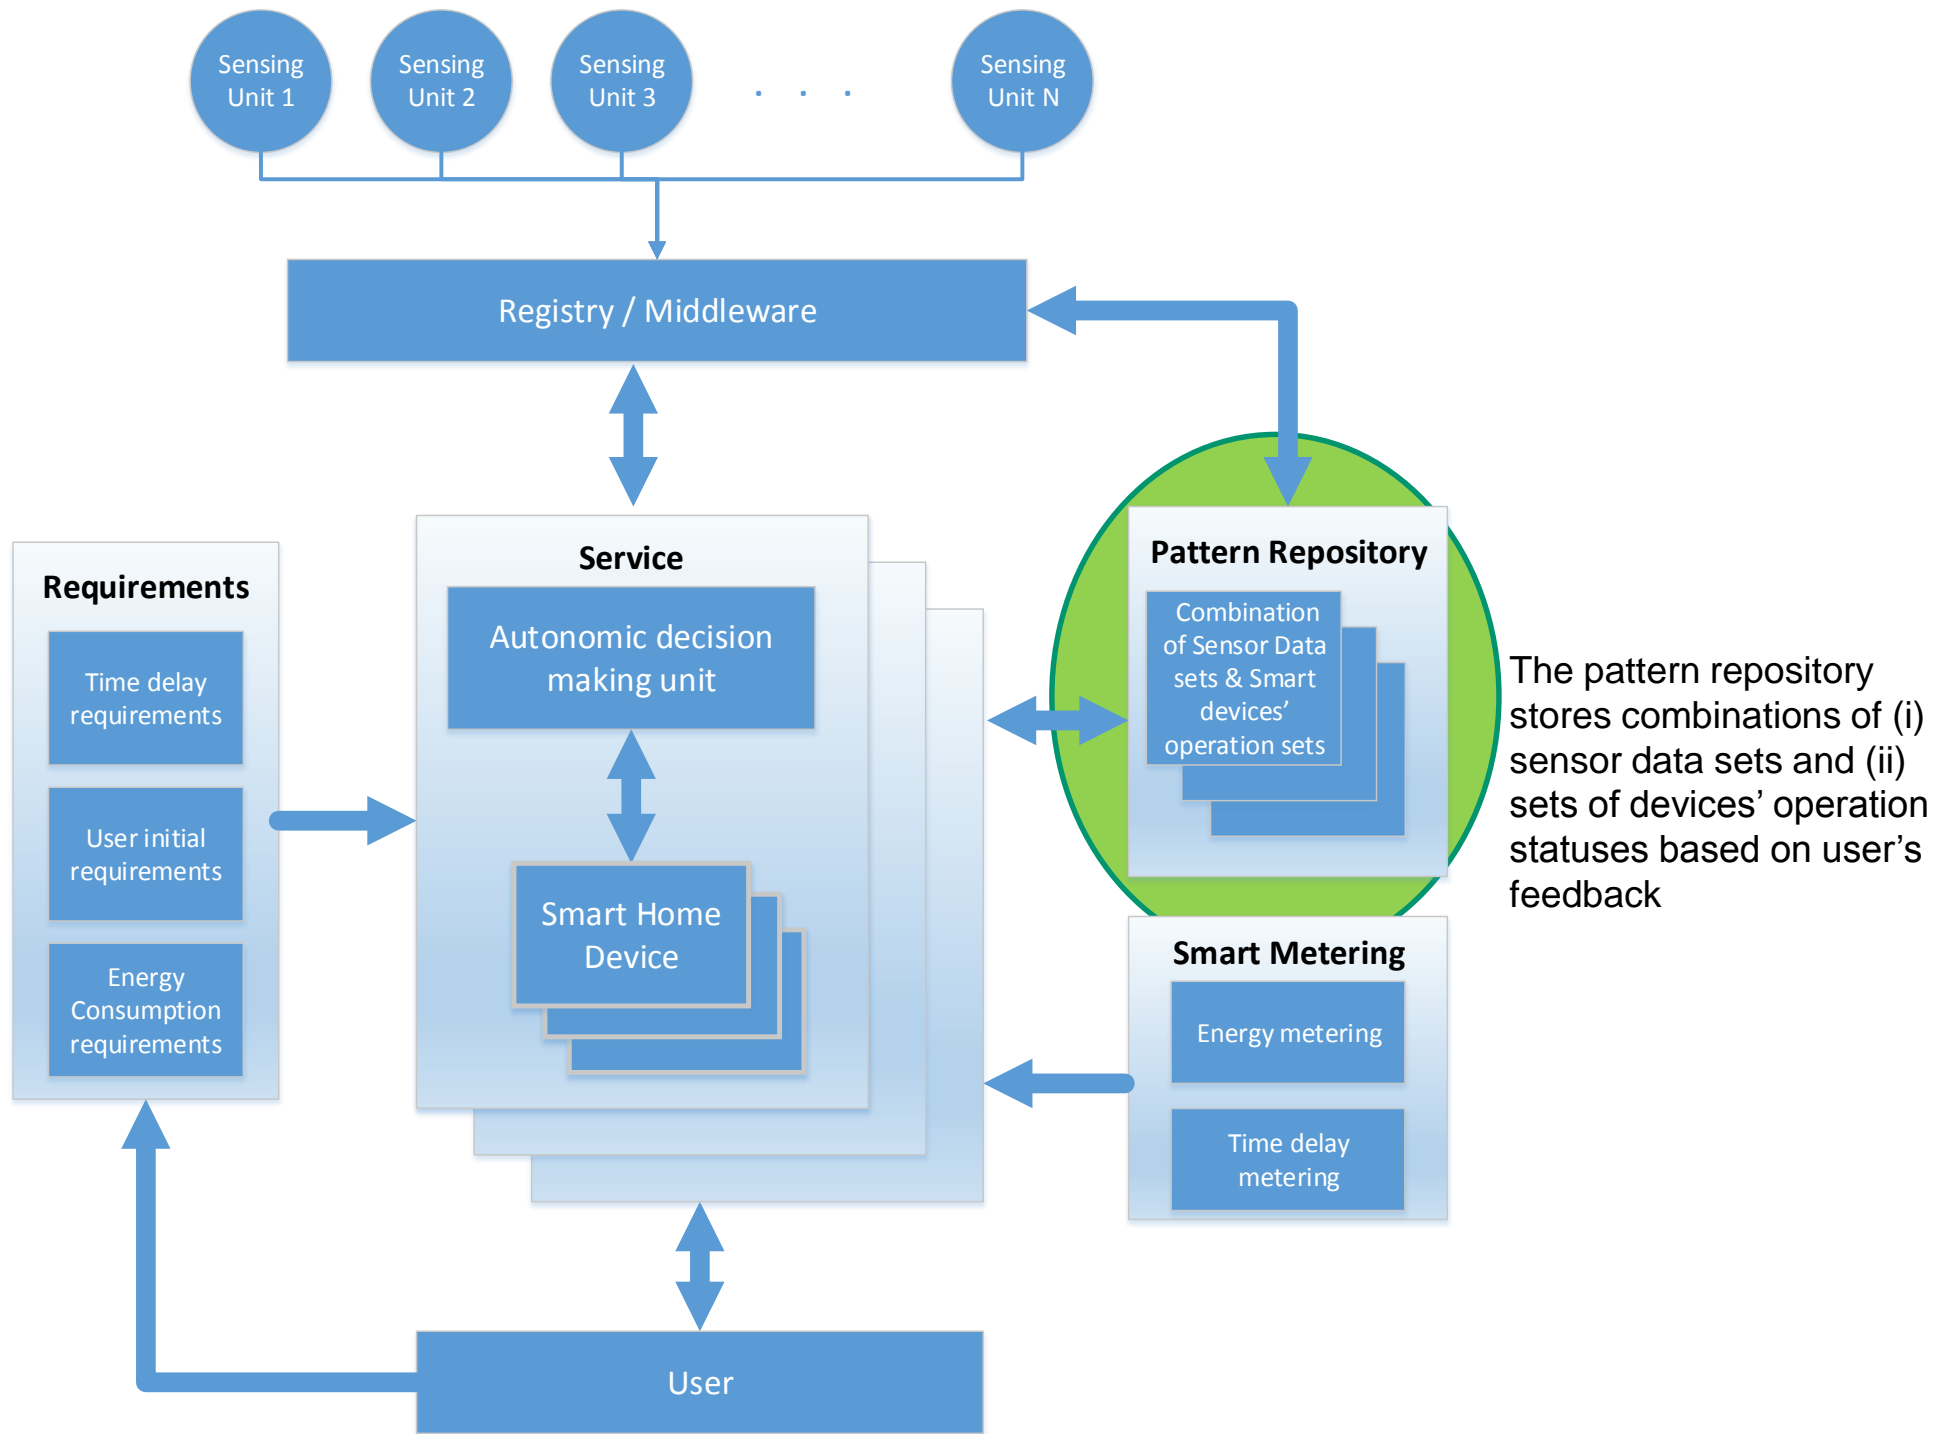 Sensing
Unit 1
Sensing
Unit 2
Sensing
Unit 3
. . .
Sensing
Unit N
Registry / Middleware
Requirements
Time delay
requirements
User initial
requirements
Energy
Consumption
requirements
Service
Autonomic decision
making unit
Smart Home
Device
Pattern Repository
Combination
of Sensor Data
sets & Smart
devices’
operation sets
The pattern repository
stores combinations of (i)
sensor data sets and (ii)
sets of devices’ operation
statuses based on user’s
feedback
Smart Metering
Energy metering
Time delay
metering
User